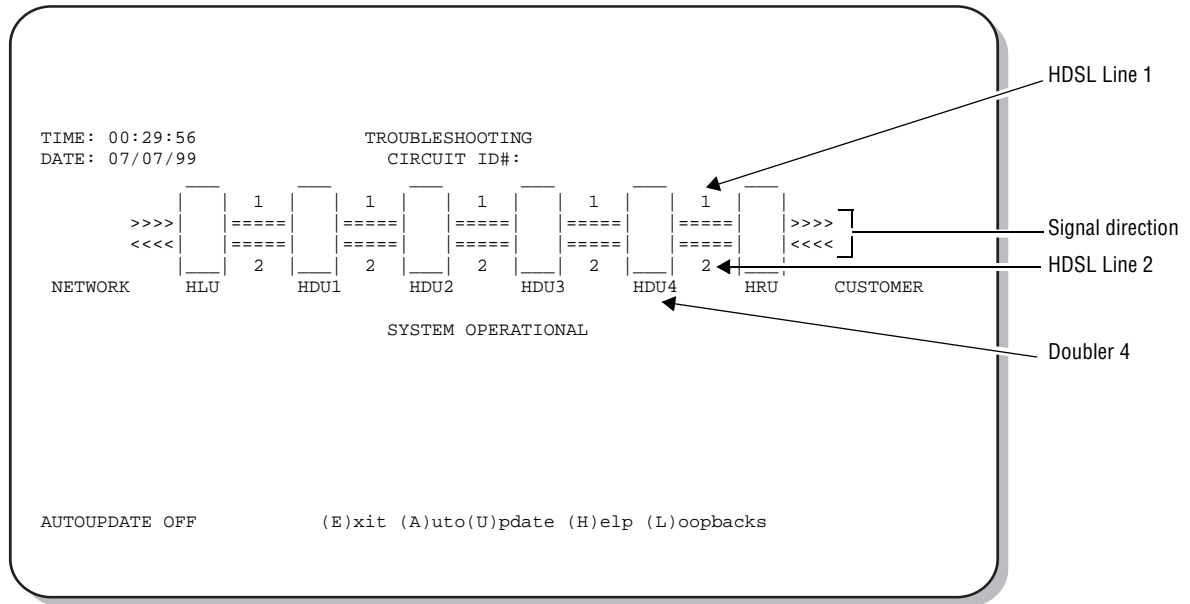 HDSL Line 1
TIME: 00:29:56 TROUBLESHOOTING
DATE: 07/07/99 CIRCUIT ID#:
1 1 1 1 1
>>>> ===== ===== ===== ===== ===== >>>>
Signal direction
<<<< ===== ===== ===== ===== ===== <<<<
2 2 2 2 2
HDSL Line 2
NETWORK HLU HDU1 HDU2 HDU3 HDU4 HRU CUSTOMER
SYSTEM OPERATIONAL
Doubler 4
AUTOUPDATE OFF (E)xit (A)uto(U)pdate (H)elp (L)oopbacks